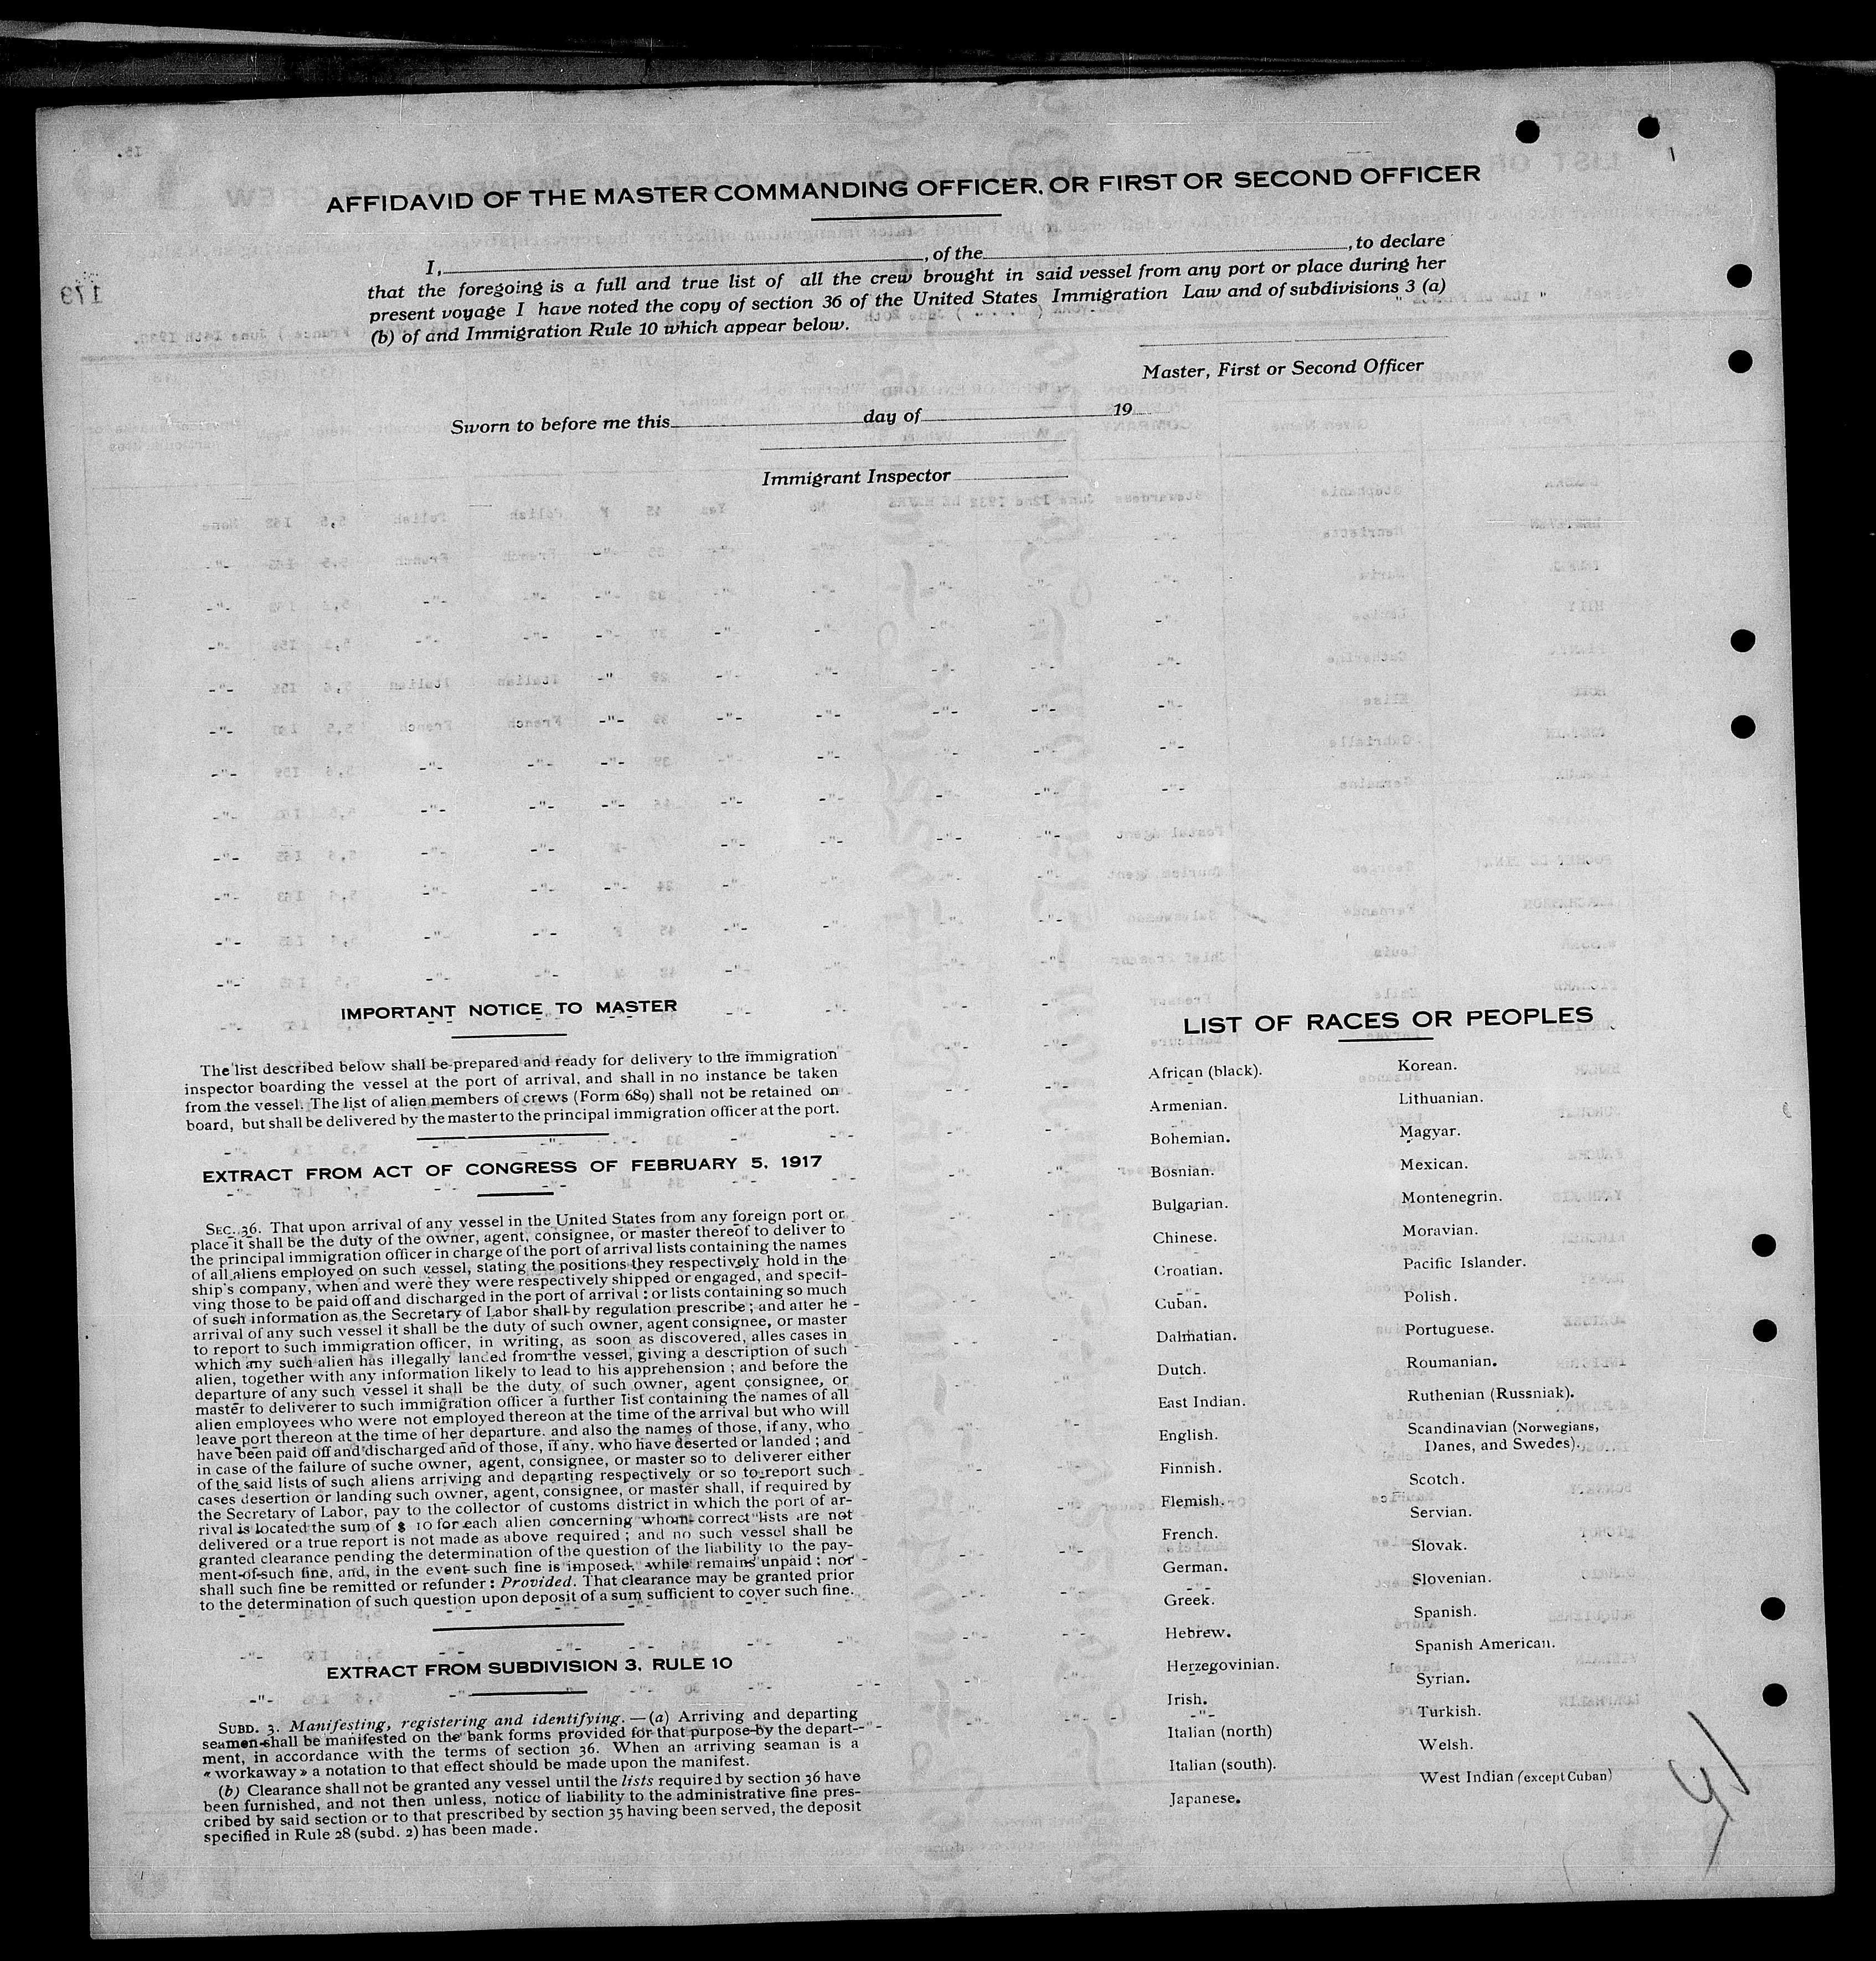 AFFIDAVID OF THE MASTER COMMANDING OFFICER. OR FIRST OR SECOND OFFICER
I, , of the , to declare
that the foregoing is a full and true list of all the crew brought in said vessel from any port or place during her
present voyage I have noted the copy of section 36 of the United States Immigration Law and of subdivisions 3 (a)
(b) of and Immigration Rule 10 which appear below.
Master, First or Second Officer
Sworn to before me this day of 19
Immigrant Inspector
IMPORTANT NOTICE TO MASTER
The list described below shall be prepared and ready for delivery to the immigration
inspector boarding the vessel at the port of arrival, and shall in no instance be taken
from the vessel. The list of alien members of crews (Form 689) shall not be retained on
board, but shall be delivered by the master to the principal immigration officer at the port.
EXTRACT FROM ACT OF CONGRESS OF FEBRUARY 5, 1917
SEC. 36. That upon arrival of any vessel in the United States from any foreign port or
place it shall be the duty of the owner, agent, consignee, or master thereof to deliver to
the principal immigration officer in charge of the port of arrival lists containing the names
of all aliens employed on such vessel, stating the positions they respectively hold in the
ship's company, when and were they were respectively shipped or engaged, and specif-
ving those to be paid off and discharged in the port of arrival : or lists containing so much
of such information as the Secretary of Labor shall by regulation prescribe ; and after he
arrival of any such vessel it shall be the duty of such owner, agent consignee, or master
to report to such immigration officer, in writing, as soon as discovered, alles cases in
which any such alien has illegally landed from the vessel, giving a description of such
alien, together with any information likely to lead to his apprehension ; and before the
departure of any such vessel it shall be the duty of such owner, agent consignee, or
master to deliverer to such immigration officer a further list containing the names of all
alien employees who were not employed thereon at the time of the arrival but who will
leave port thereon at the time of her departure. and also the names of those, if any, who
have been paid off and discharged and of those, if any. who have deserted or landed ; and
in case of the failure of suche owner, agent, consignee, or master so to deliverer either
of the said lists of such aliens arriving and departing respectively or so to report such
cases desertion or landing such owner, agent, consignee, or master shall, if required by
the Secretary of Labor, pay to the collector of customs district in which the port of ar-
rival is located the sum of $ 10 for each alien concerning whom correct lists are not
delivered or a true report is not made as above required ; and no such vessel shall be
granted clearance pending the determination of the question of the liability to the pay-
ment of such fine, and, in the event such fine is imposed, while remains unpaid ; nor
shall such fine be remitted or refunder : Provided. That clearance may be granted prior
to the determination of such question upon deposit of a sum sufficient to cover such fine.
EXTRACT FROM SUBDIVISION 3, RULE 10
SUBD. 3. Manifesting, registering and identifying. — (a) Arriving and departing
seamen shall be manifested on the bank forms provided for that purpose by the depart-
ment, in accordance with the terms of section 36. When an arriving seaman is a
« workaway » a notation to that effect should be made upon the manifest.
(b) Clearance shall not be granted any vessel until the lists required by section 36 have
been furnished, and not then unless, notice of liability to the administrative fine pres-
cribed by said section or to that prescribed by section 35 having been served, the deposit
specified in Rule 28 (subd. 2) has been made.
LIST OF RACES OR PEOPLES
African (black).
Armenian.
Bohemian.
Bosnian.
Bulgarian.
Chinese.
Croatian.
Cuban.
Dalmatian.
Dutch.
East Indian.
English.
Finnish.
Flemish.
French.
German.
Greek.
Hebrew.
Herzegovinian.
Irish.
Italian (north)
Italian (south).
Japanese.
Korean.
Lithuanian.
Magyar.
Mexican.
Montenegrin.
Moravian.
Pacific Islander.
Polish.
Portuguese.
Roumanian.
Ruthenian (Russniak).
Scandinavian (Norwegians,
Danes, and Swedes).
Scotch.
Servian.
Slovak.
Slovenian.
Spanish.
Spanish American.
Syrian.
Turkish.
Welsh.
West Indian (except Cuban)